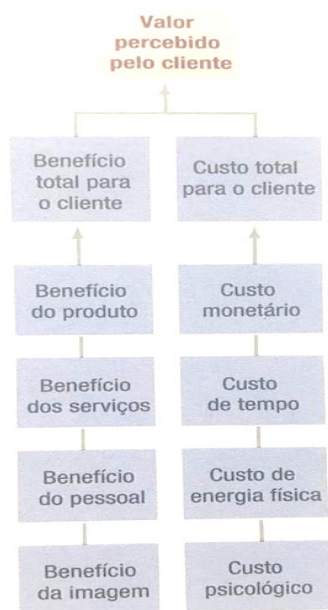 Valor
percebido
pelo cliente
Benefício
total para
o cliente
Custo total
para o cliente
Benefício
do produto
Custo
monetário
Benefício
dos serviços
Custo
de tempo
Benefício
do pessoal
Custo de
energia física
Benefício
da imagem
Custo
psicológico